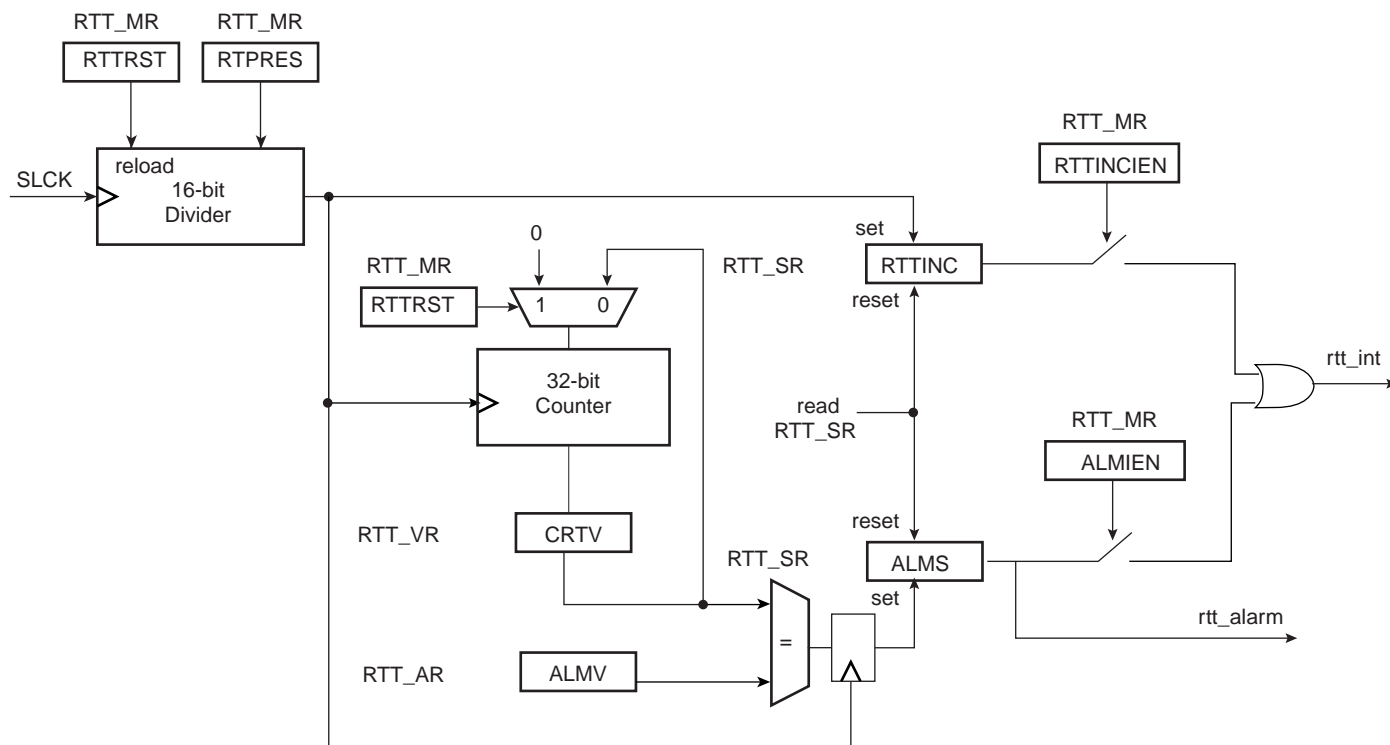 RTT_MR
RTT_MR
RTTRST
RTPRES
RTT_MR
reload
RTTINCIEN
SLCK
16-bit
Divider
set
0
RTT_MR
RTT_SR
RTTINC
RTTRST
1
0
reset
rtt_int
32-bit
Counter
read
RTT_SR
RTT_MR
ALMIEN
reset
RTT_VR
CRTV
RTT_SR
ALMS
set
rtt_alarm
=
RTT_AR
ALMV